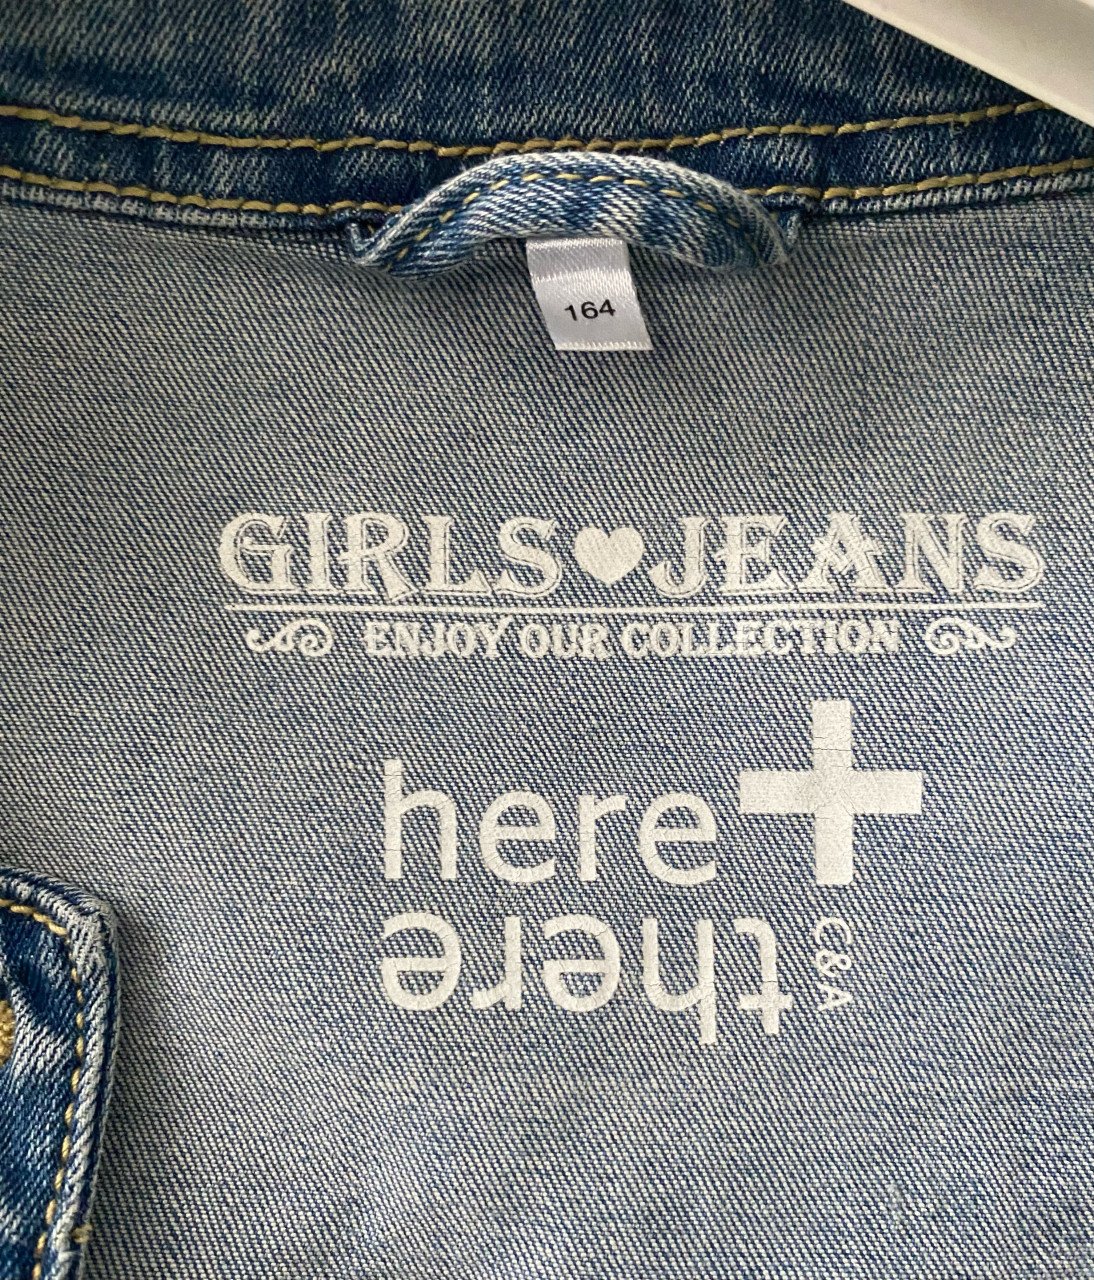 164
GIRLS♥JEANS
ENJOY OUR COLLECTION
here+
there
C&A